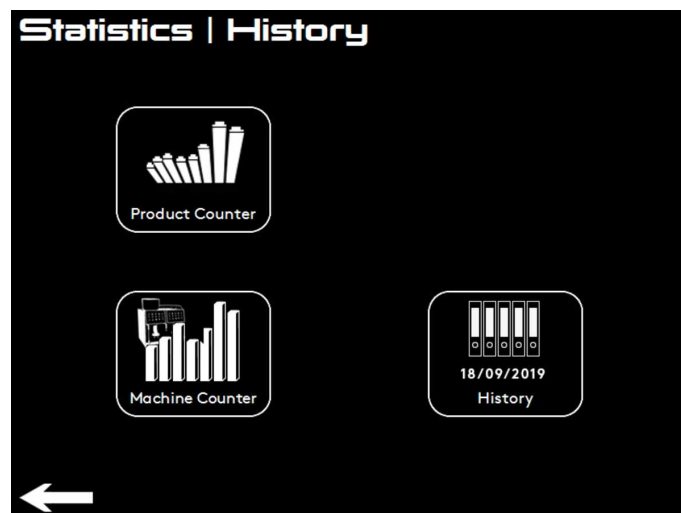 Statistics | History
Product Counter
Machine Counter
18/09/2019
History